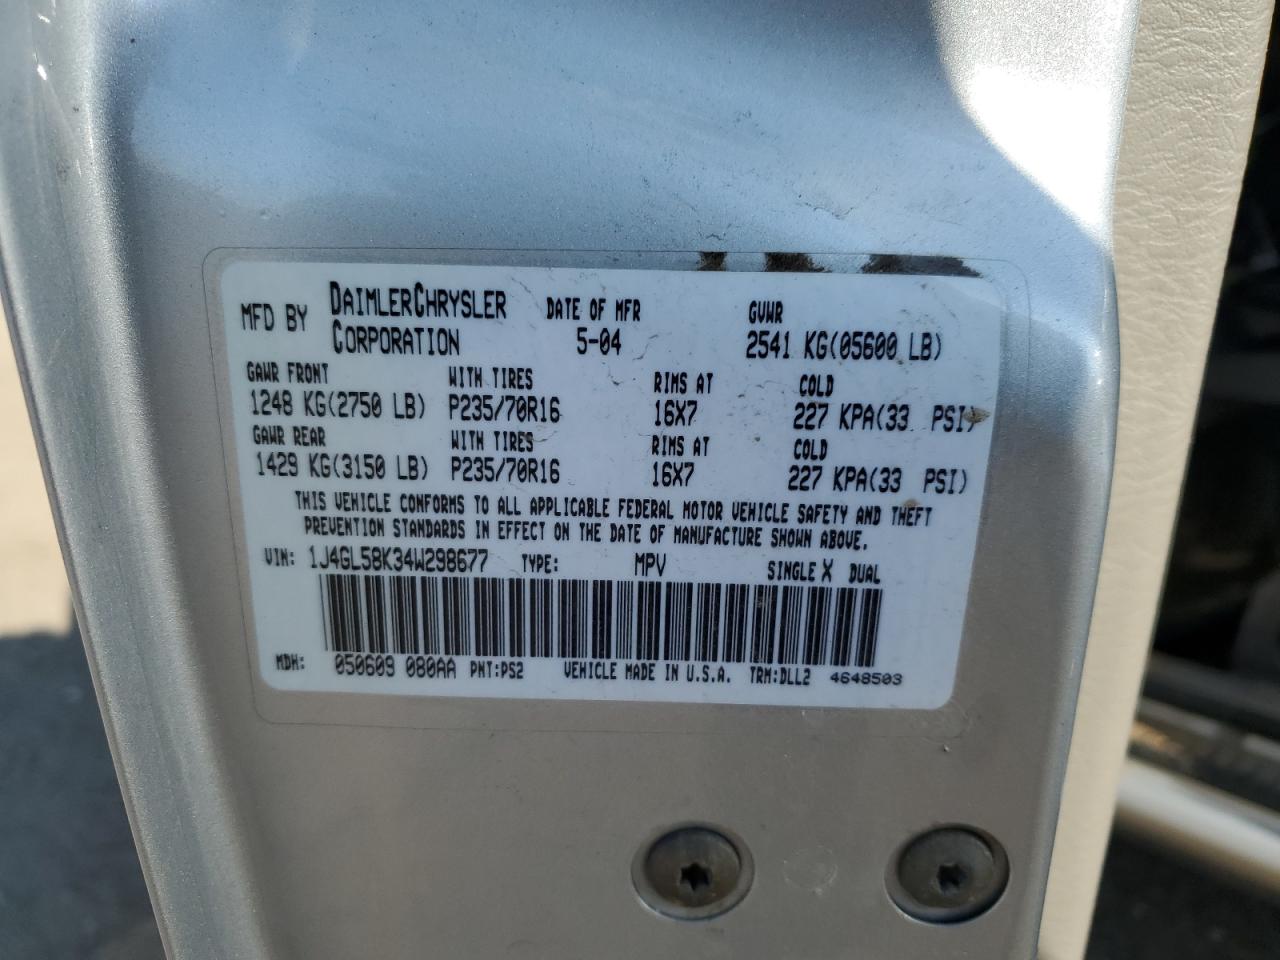 MFD BY DAIMLERCHRYSLER CORPORATION DATE OF MFR 5-04 GVWR 2541 KG(05600 LB)
GAWR FRONT WITH TIRES RIMS AT COLD
1248 KG(2750 LB) P235/70R16 16X7 227 KPA(33 PSI)
GAWR REAR WITH TIRES RIMS AT COLD
1429 KG(3150 LB) P235/70R16 16X7 227 KPA(33 PSI)
THIS VEHICLE CONFORMS TO ALL APPLICABLE FEDERAL MOTOR VEHICLE SAFETY AND THEFT
PREVENTION STANDARDS IN EFFECT ON THE DATE OF MANUFACTURE SHOWN ABOVE.
VIN: 1J4GL58K34W298677 TYPE: MPV SINGLE X DUAL
MDH: 050609 080AA PNT:PS2 VEHICLE MADE IN U.S.A. TRM:DLL2 4648503